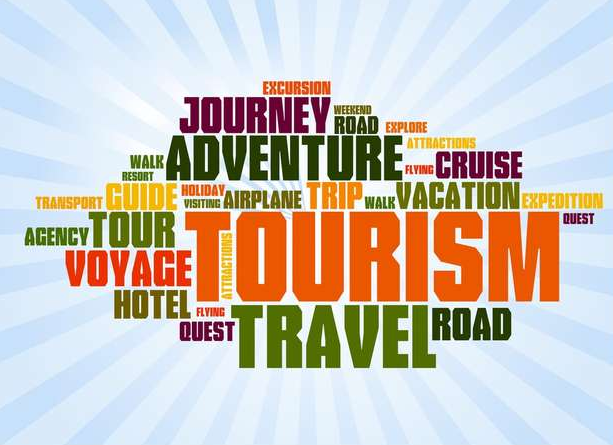 EXCURSION
JOURNEY WEEKEND
ROAD EXPLORE
WALK ADVENTURE ATTRACTIONS
RESORT FLYING CRUISE
TRANSPORT GUIDE HOLIDAY TRIP VACATION EXPEDITION
VISITING AIRPLANE WALK
QUEST
AGENCY TOUR TOURISM
ATTRACTIONS
VOYAGE
HOTEL FLYING
QUEST TRAVEL ROAD